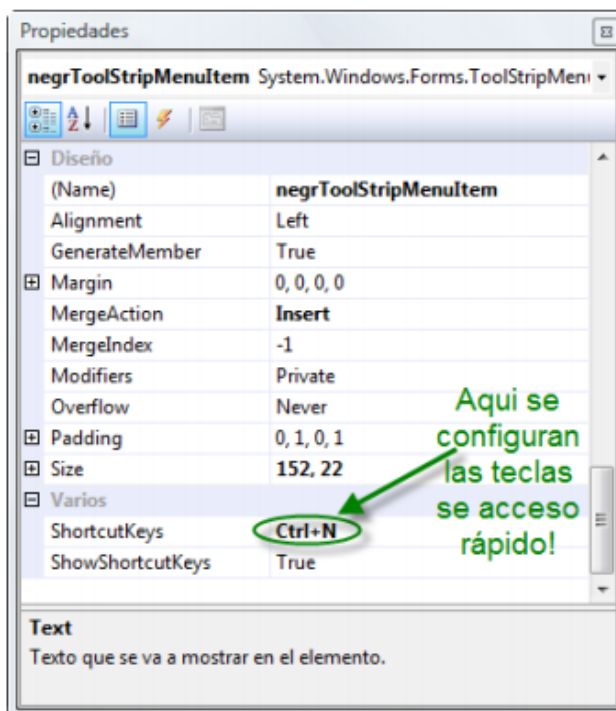 Propiedades
negrToolStripMenuItem System.Windows.Forms.ToolStripMenu
A
Z
Diseño
(Name) negrToolStripMenuItem
Alignment Left
GenerateMember True
Margin 0, 0, 0, 0
MergeAction Insert
MergeIndex -1
Modifiers Private
Overflow Never
Padding 0, 1, 0, 1
Size 152, 22
Varios
ShortcutKeys Ctrl+N
ShowShortcutKeys True
Aqui se
configuran
las teclas
se acceso
rápido!
Text
Texto que se va a mostrar en el elemento.